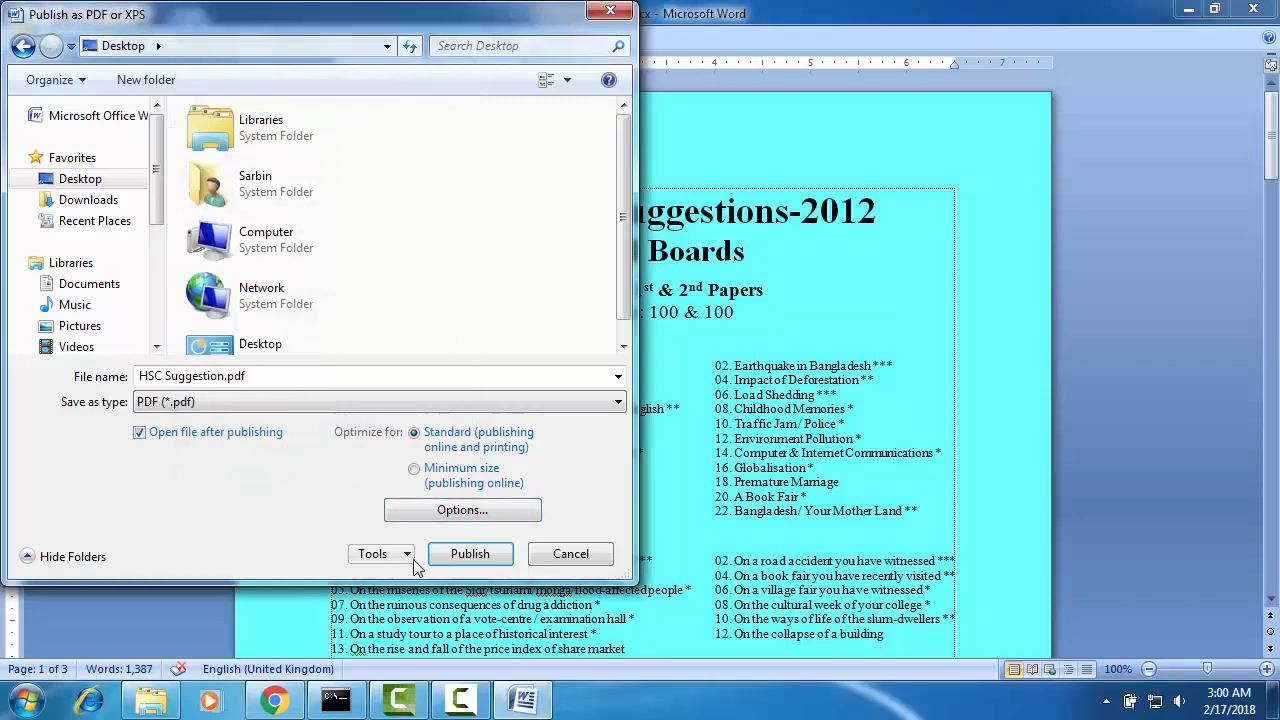 Publish as PDF or XPS
cx - Microsoft Word
Desktop
Search Desktop
Organize
New folder
Microsoft Office W
Favorites
Desktop
Downloads
Recent Places
Libraries
Documents
Music
Pictures
Videos
Libraries
System Folder
Sarbin
System Folder
Computer
System Folder
Network
System Folder
Desktop
File name: HSC Suggestion.pdf
Save as type: PDF (*.pdf)
Open file after publishing
Optimize for:
Standard (publishing
online and printing)
Minimum size
(publishing online)
Options...
Hide Folders
Tools
Publish
Cancel
4 5 6 7
uggestions-2012
Boards
st & 2nd Papers
: 100 & 100
02. Earthquake in Bangladesh ***
04. Impact of Deforestation **
06. Load Shedding ***
glish ** 08. Childhood Memories *
10. Traffic Jam / Police *
12. Environment Pollution *
* 14. Computer & Internet Communications *
16. Globalisation *
18. Premature Marriage
20. A Book Fair *
22. Bangladesh / Your Mother Land **
** 02. On a road accident you have witnessed ***
04. On a book fair you have recently visited **
05. On the miseries of the Sidr tsunami monga flood-affected people * 06. On a village fair you have witnessed *
07. On the ruinous consequences of drug addiction * 08. On the cultural week of your college *
09. On the observation of a vote-centre / examination hall * 10. On the ways of life of the slum-dwellers **
11. On a study tour to a place of historical interest * 12. On the collapse of a building
13. On the rise and fall of the price index of share market
Page: 1 of 3 Words: 1,387 English (United Kingdom) 100%
3:00 AM
2/17/2018